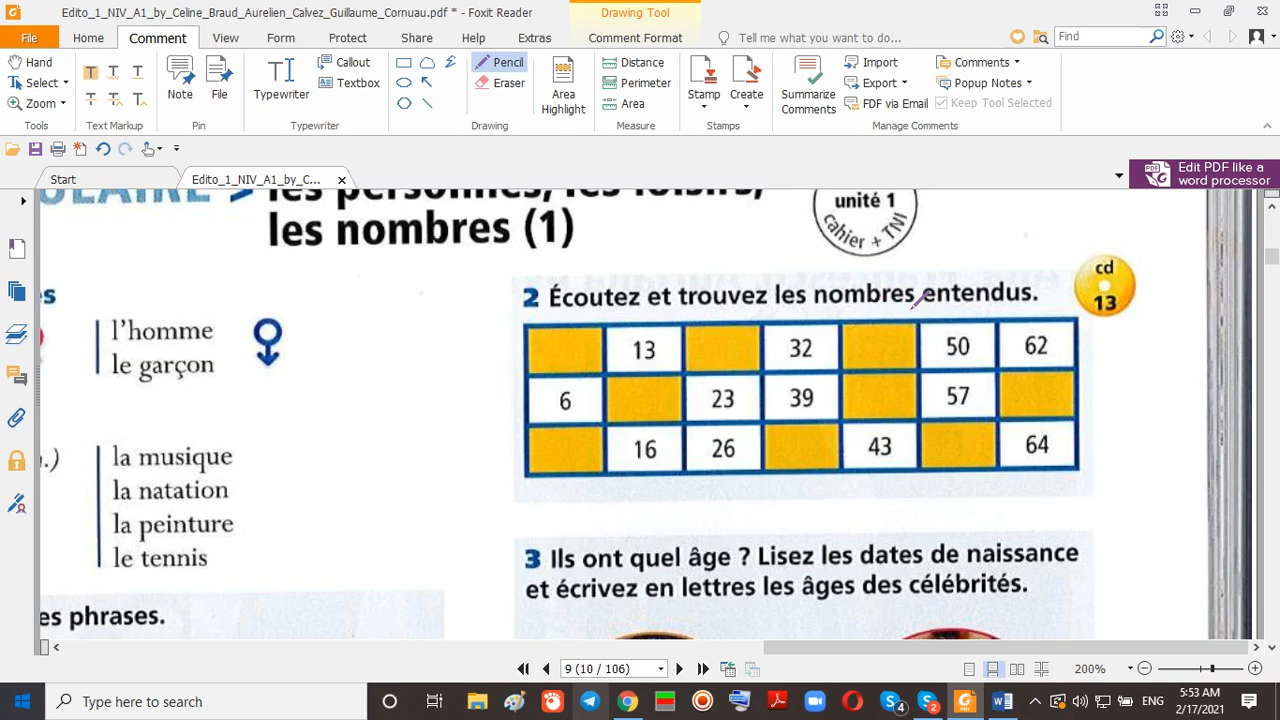 Edito_1_NIV_A1_by_Celine_Braud_Aurelien_Calvez_Guillaume_Cornuau.pdf * - Foxit Reader
Drawing Tool
File Home Comment View Form Protect Share Help Extras Comment Format Tell me what you want to do... Find
Hand
Select
Zoom
Tools
Text Markup
Note
File
Pin
Typewriter
Callout
Textbox
Typewriter
Pencil
Eraser
Drawing
Area Highlight
Distance
Perimeter
Area
Measure
Stamp
Create
Stamps
Summarize Comments
Import
Export
FDF via Email
Comments
Popup Notes
Keep Tool Selected
Manage Comments
Start
Edito_1_NIV_A1_by_C...
Edit PDF like a
word processor
> les personnes, les loisirs,
les nombres (1)
unité 1
cahier + TNI
es
l'homme
le garçon
.)
la musique
la natation
la peinture
le tennis
es phrases.
2 Écoutez et trouvez les nombres entendus.
cd
13
13 32 50 62
6 23 39 57
16 26 43 64
3 Ils ont quel âge ? Lisez les dates de naissance
et écrivez en lettres les âges des célébrités.
9 (10 / 106)
200%
Type here to search
4
2
ENG
5:53 AM
2/17/2021